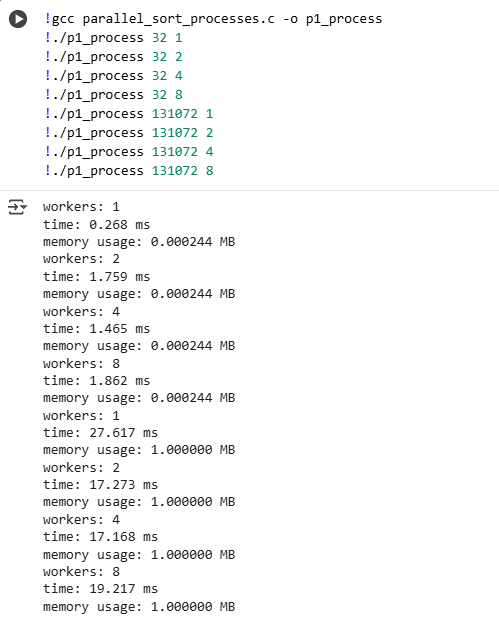 !gcc parallel_sort_processes.c -o p1_process
!./p1_process 32 1
!./p1_process 32 2
!./p1_process 32 4
!./p1_process 32 8
!./p1_process 131072 1
!./p1_process 131072 2
!./p1_process 131072 4
!./p1_process 131072 8
workers: 1
time: 0.268 ms
memory usage: 0.000244 MB
workers: 2
time: 1.759 ms
memory usage: 0.000244 MB
workers: 4
time: 1.465 ms
memory usage: 0.000244 MB
workers: 8
time: 1.862 ms
memory usage: 0.000244 MB
workers: 1
time: 27.617 ms
memory usage: 1.000000 MB
workers: 2
time: 17.273 ms
memory usage: 1.000000 MB
workers: 4
time: 17.168 ms
memory usage: 1.000000 MB
workers: 8
time: 19.217 ms
memory usage: 1.000000 MB